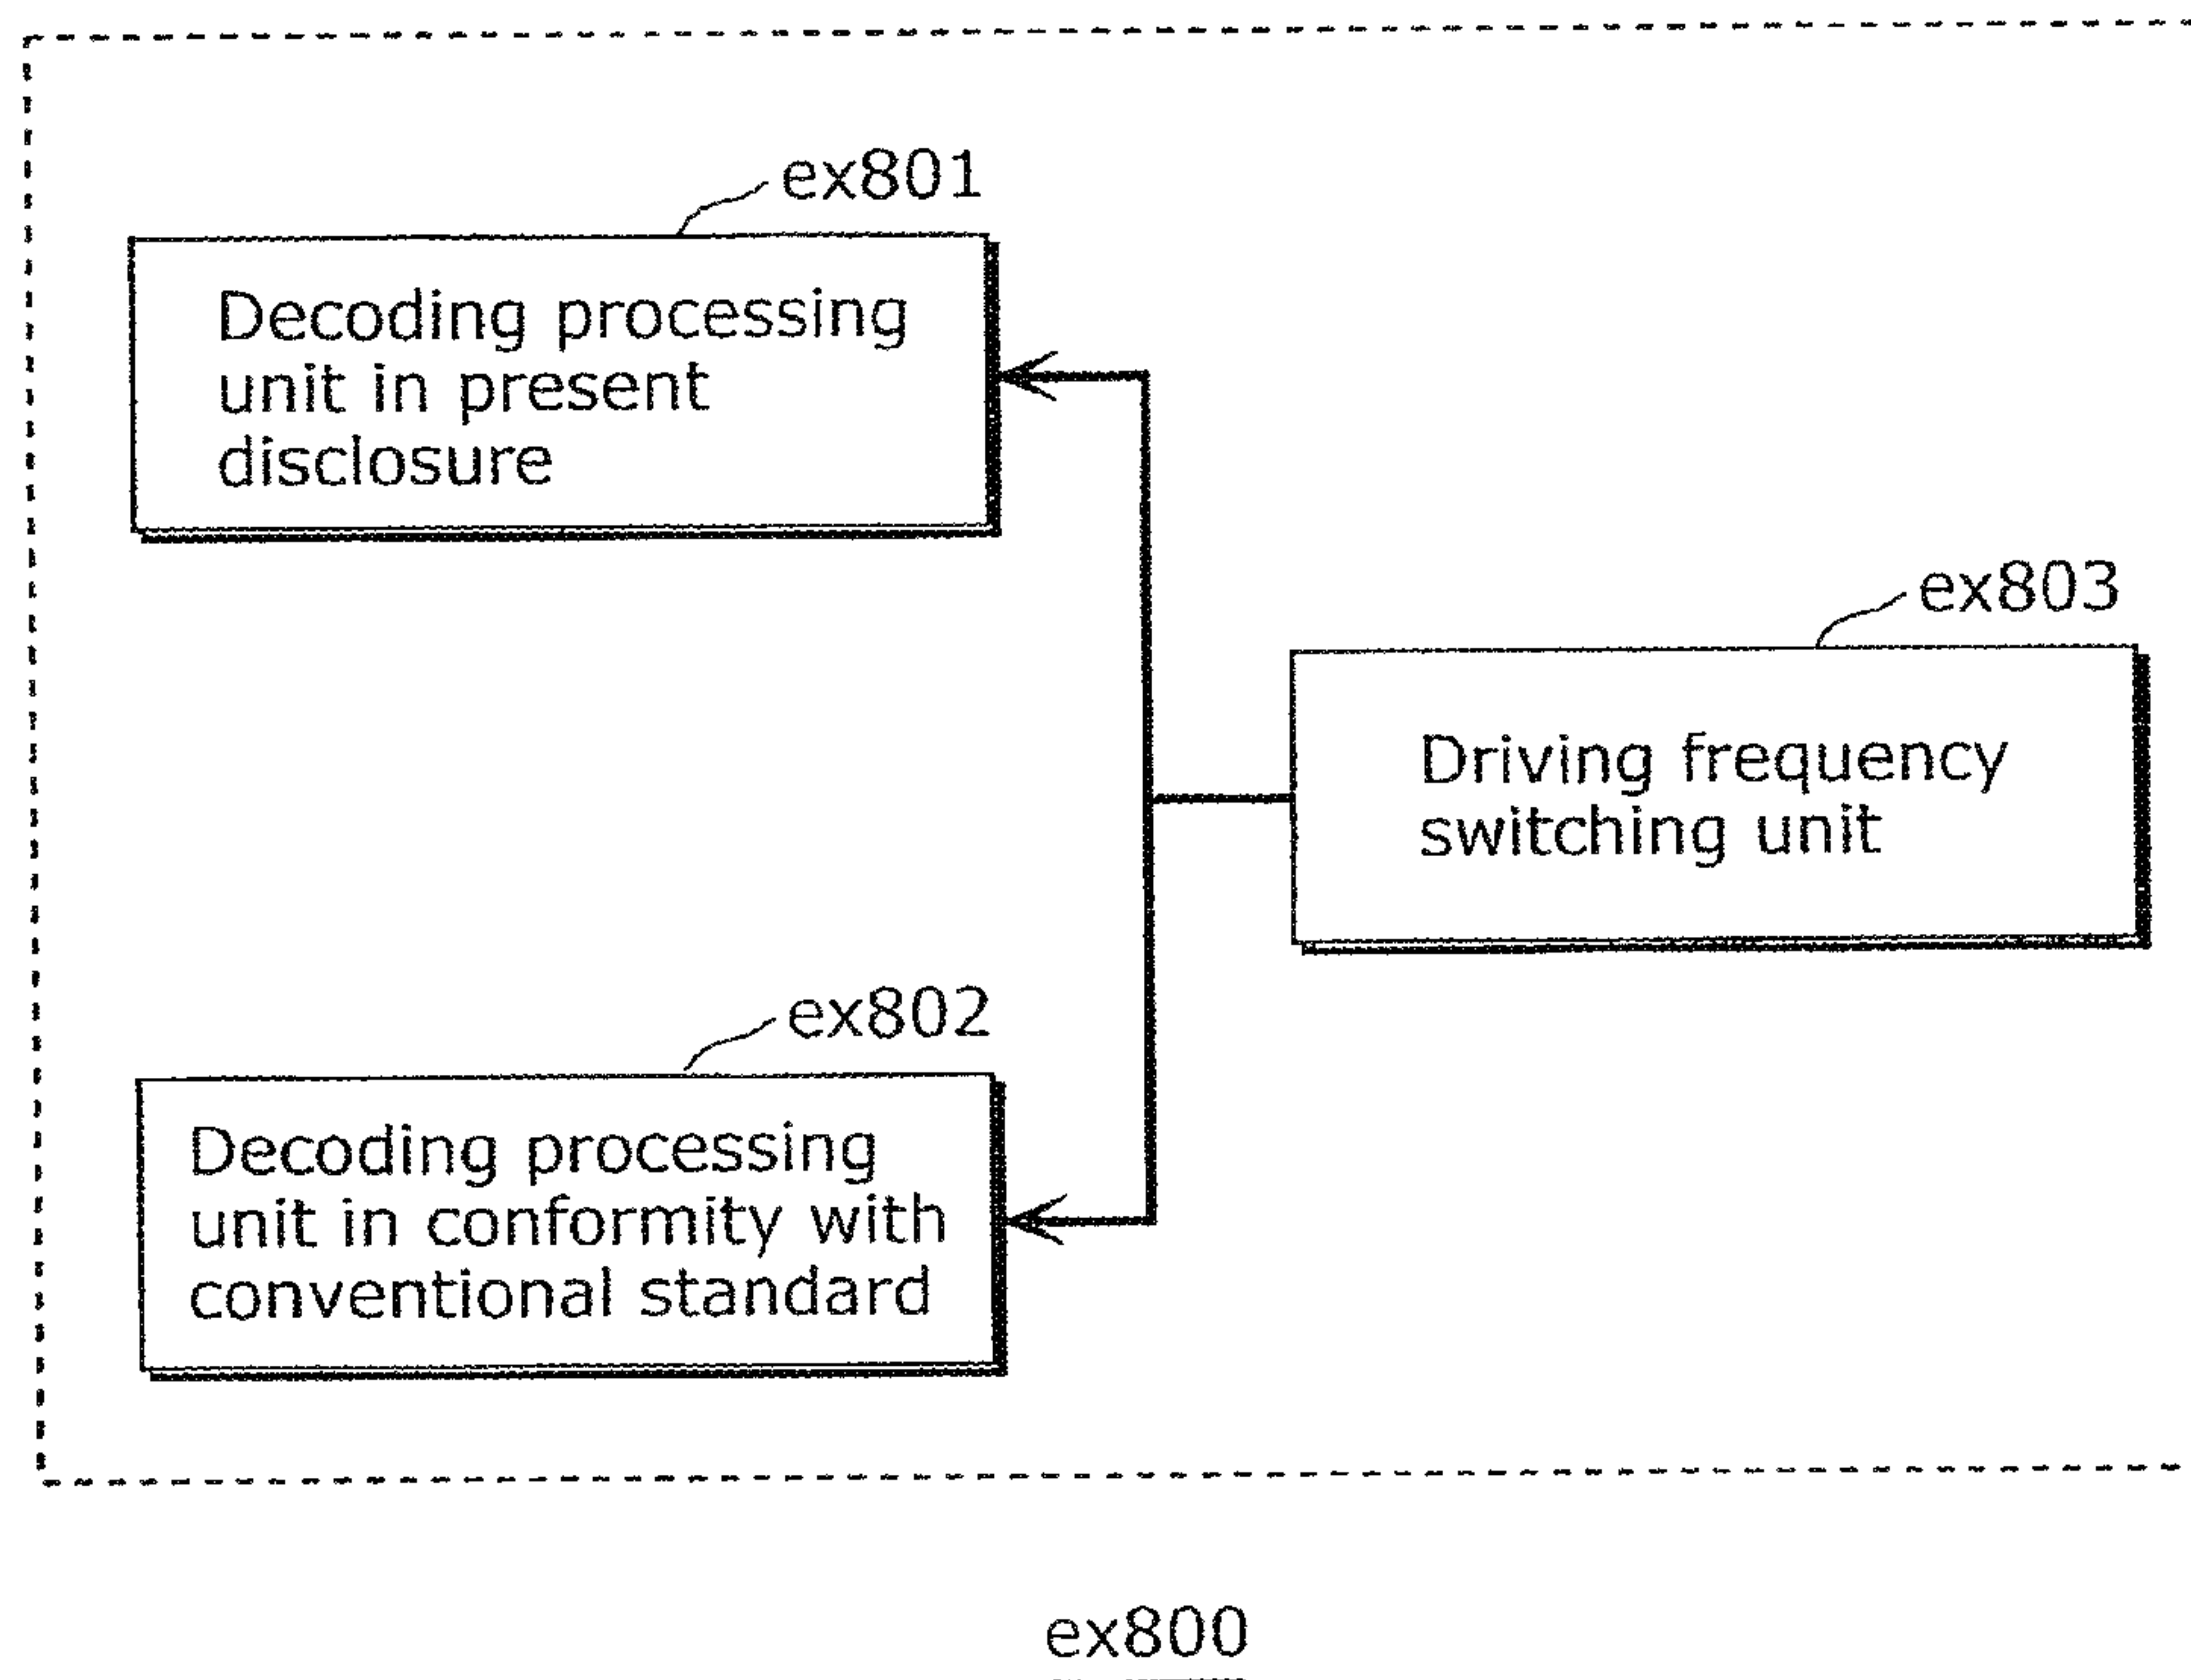 ex801
Decoding processing
unit in present
disclosure
ex803
Driving frequency
switching unit
ex802
Decoding processing
unit in conformity with
conventional standard
ex800